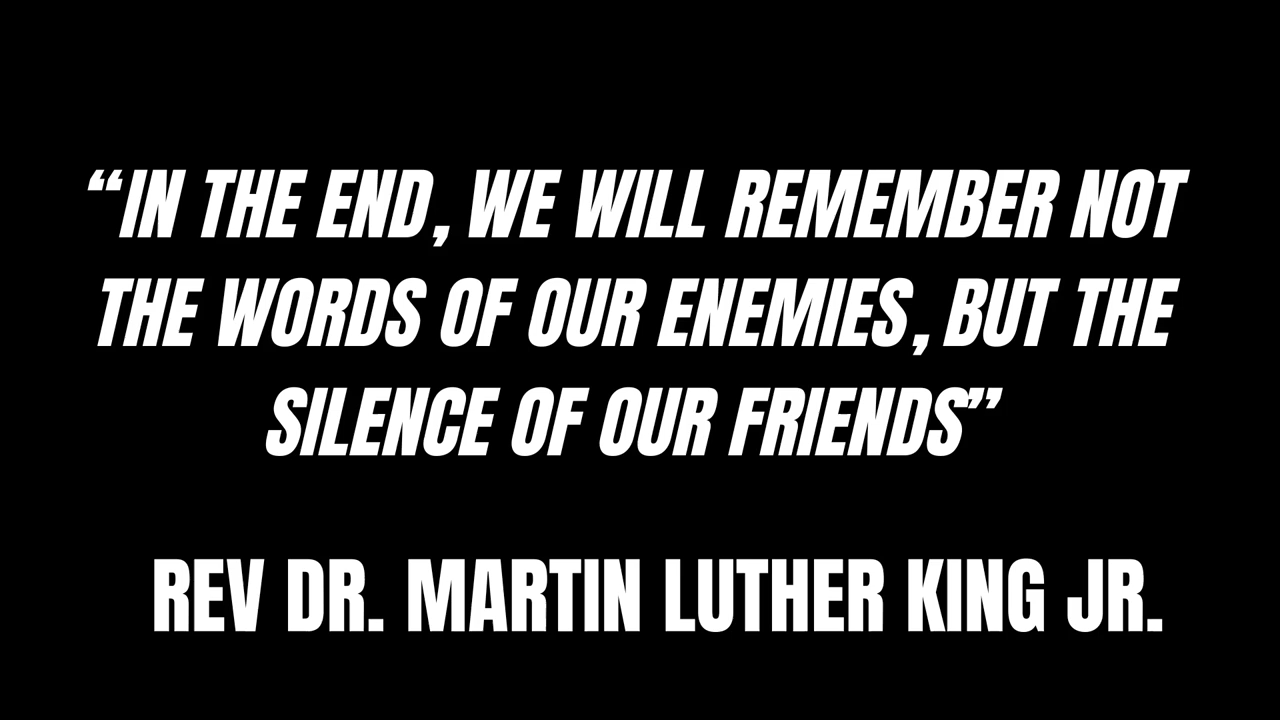 “IN THE END, WE WILL REMEMBER NOT
THE WORDS OF OUR ENEMIES, BUT THE
SILENCE OF OUR FRIENDS”
REV DR. MARTIN LUTHER KING JR.